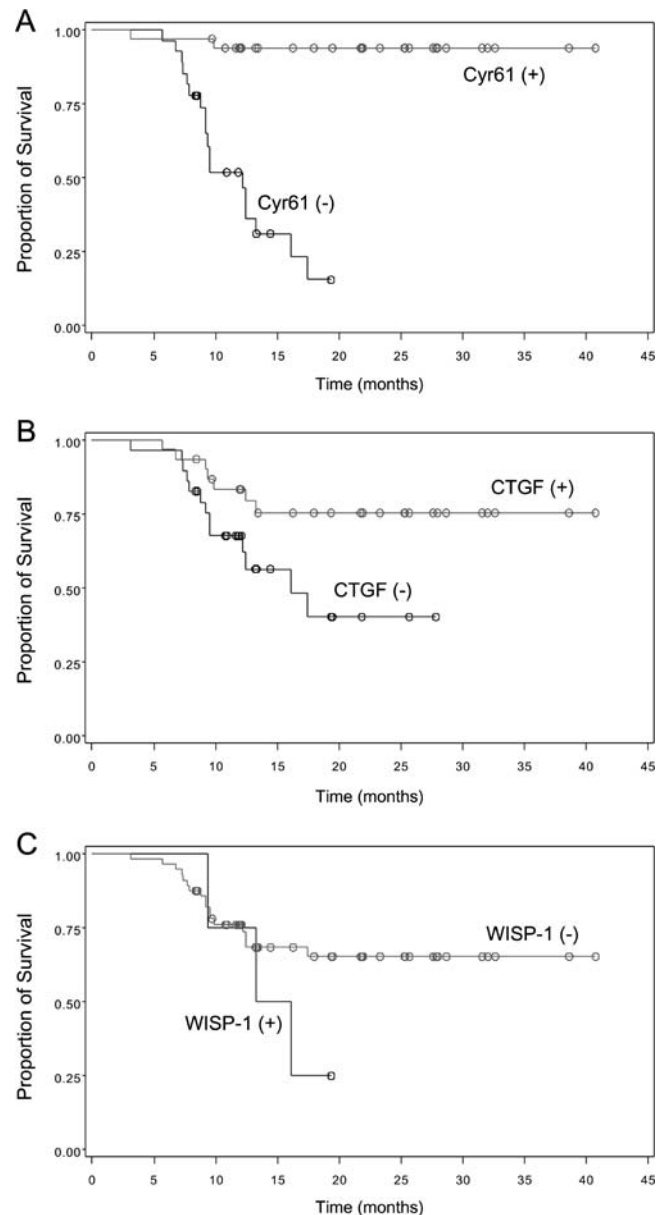 A
1.00
0.75
0.50
0.25
0.00
Proportion of Survival
Cyr61 (+)
Cyr61 (-)
0 5 10 15 20 25 30 35 40 45
Time (months)
B
1.00
0.75
0.50
0.25
0.00
Proportion of Survival
CTGF (+)
CTGF (-)
0 5 10 15 20 25 30 35 40 45
Time (months)
C
1.00
0.75
0.50
0.25
0.00
Proportion of Survival
WISP-1 (-)
WISP-1 (+)
0 5 10 15 20 25 30 35 40 45
Time (months)